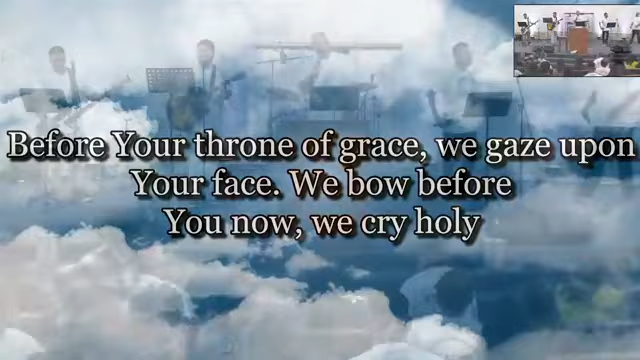 Before Your throne of grace, we gaze upon
Your face. We bow before
You now, we cry holy